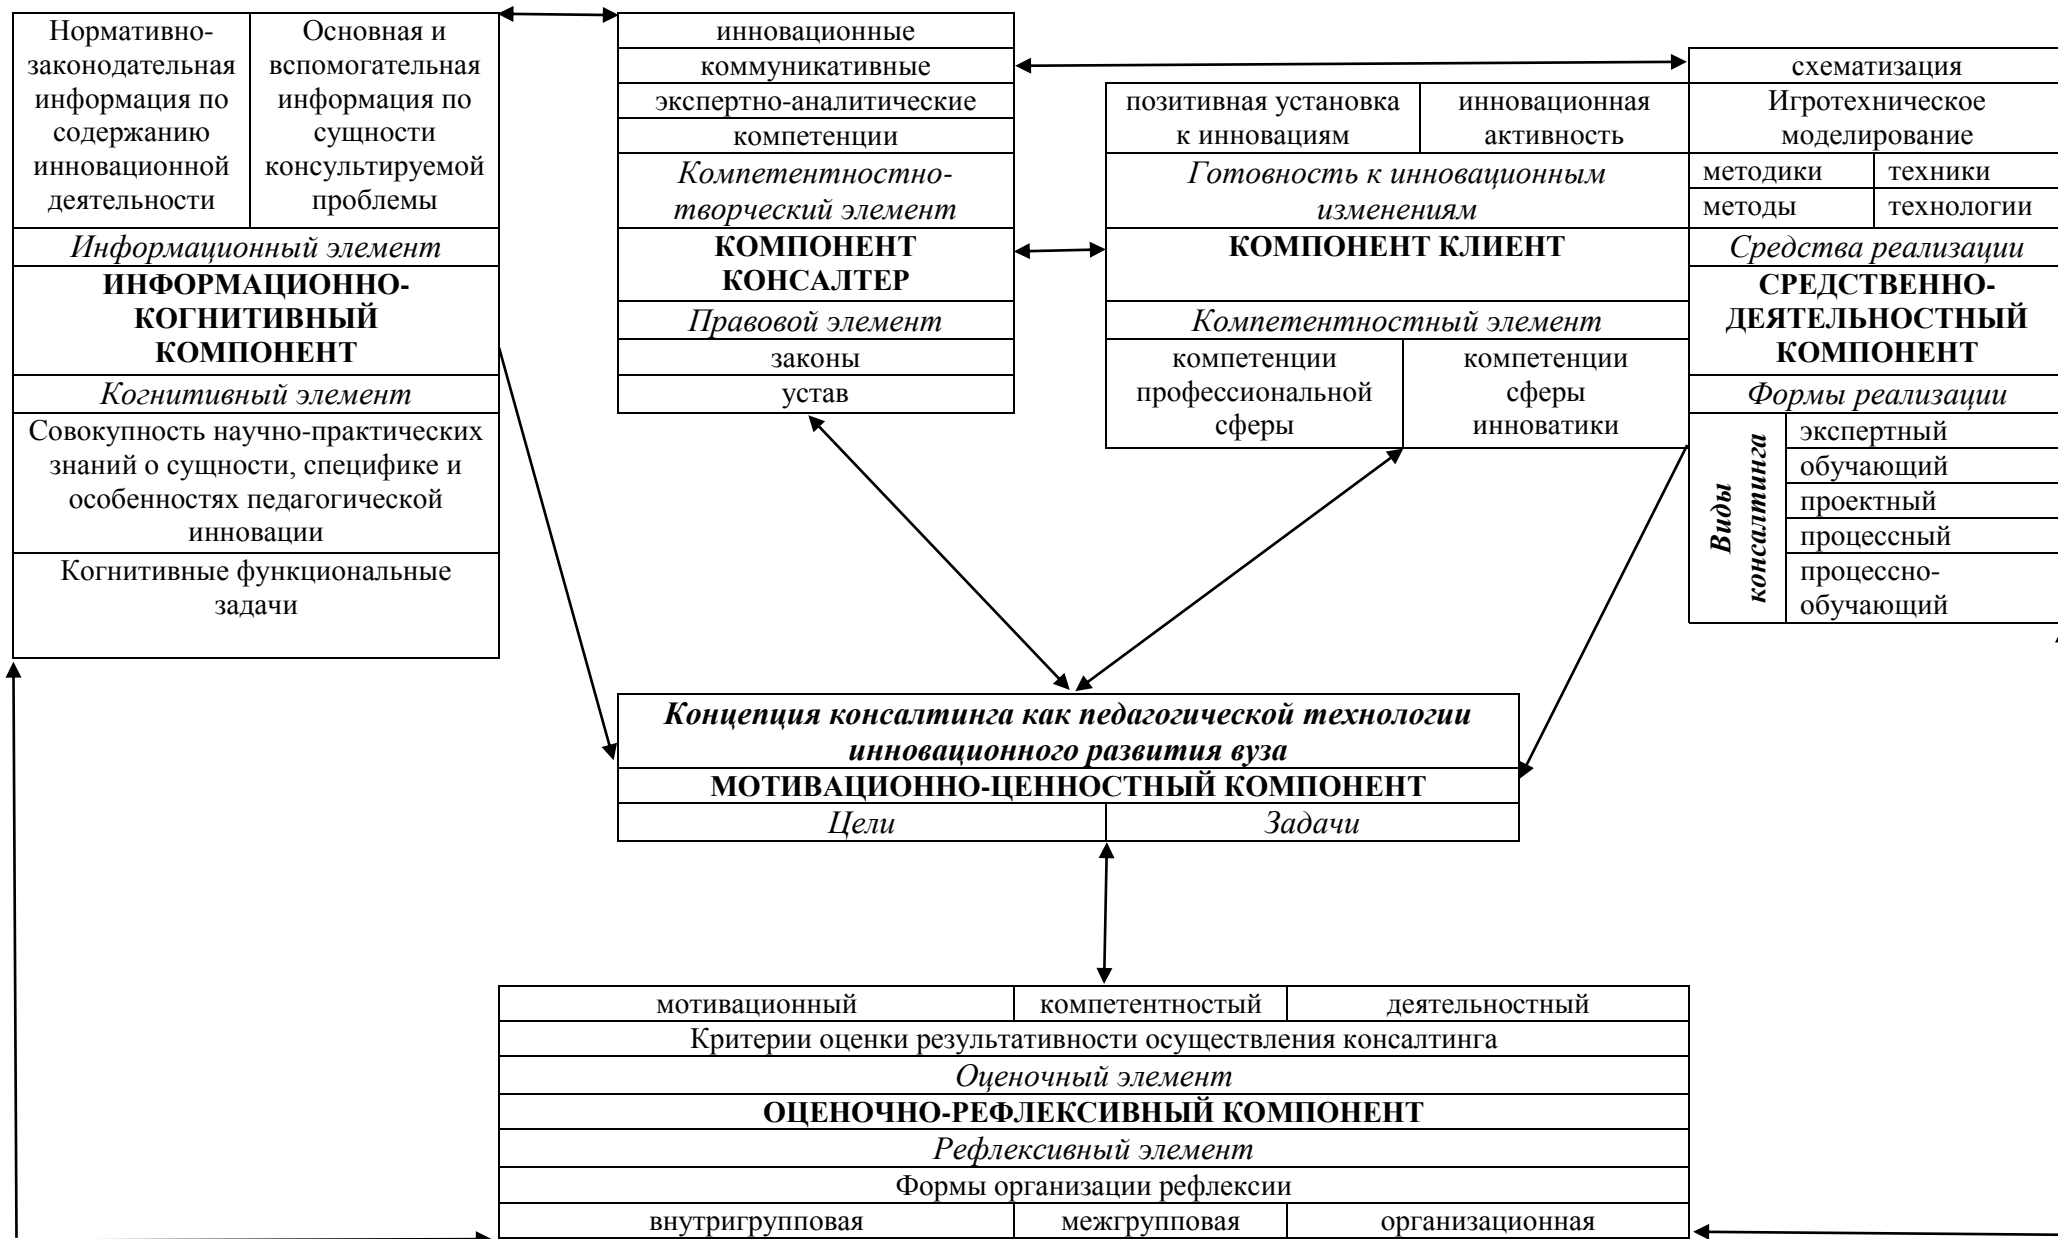 Нормативно-
законодательная
информация по
содержанию
инновационной
деятельности
Основная и
вспомогательная
информация по
сущности
консультируемой
проблемы
Информационный элемент
ИНФОРМАЦИОННО-
КОГНИТИВНЫЙ
КОМПОНЕНТ
Когнитивный элемент
Совокупность научно-практических
знаний о сущности, специфике и
особенностях педагогической
инновации
Когнитивные функциональные
задачи
инновационные
коммуникативные
экспертно-аналитические
компетенции
Компетентностно-
творческий элемент
КОМПОНЕНТ
КОНСАЛТЕР
Правовой элемент
законы
устав
позитивная установка
к инновациям
инновационная
активность
Готовность к инновационным
изменениям
КОМПОНЕНТ КЛИЕНТ
Компетентностный элемент
компетенции
профессиональной
сферы
компетенции
сферы
инноватики
схематизация
Игротехническое
моделирование
методики
техники
методы
технологии
Средства реализации
СРЕДСТВЕННО-
ДЕЯТЕЛЬНОСТНЫЙ
КОМПОНЕНТ
Формы реализации
Виды
консалтинга
экспертный
обучающий
проектный
процессный
процессно-
обучающий
Концепция консалтинга как педагогической технологии
инновационного развития вуза
МОТИВАЦИОННО-ЦЕННОСТНЫЙ КОМПОНЕНТ
Цели
Задачи
мотивационный
компетентностый
деятельностный
Критерии оценки результативности осуществления консалтинга
Оценочный элемент
ОЦЕНОЧНО-РЕФЛЕКСИВНЫЙ КОМПОНЕНТ
Рефлексивный элемент
Формы организации рефлексии
внутригрупповая
межгрупповая
организационная